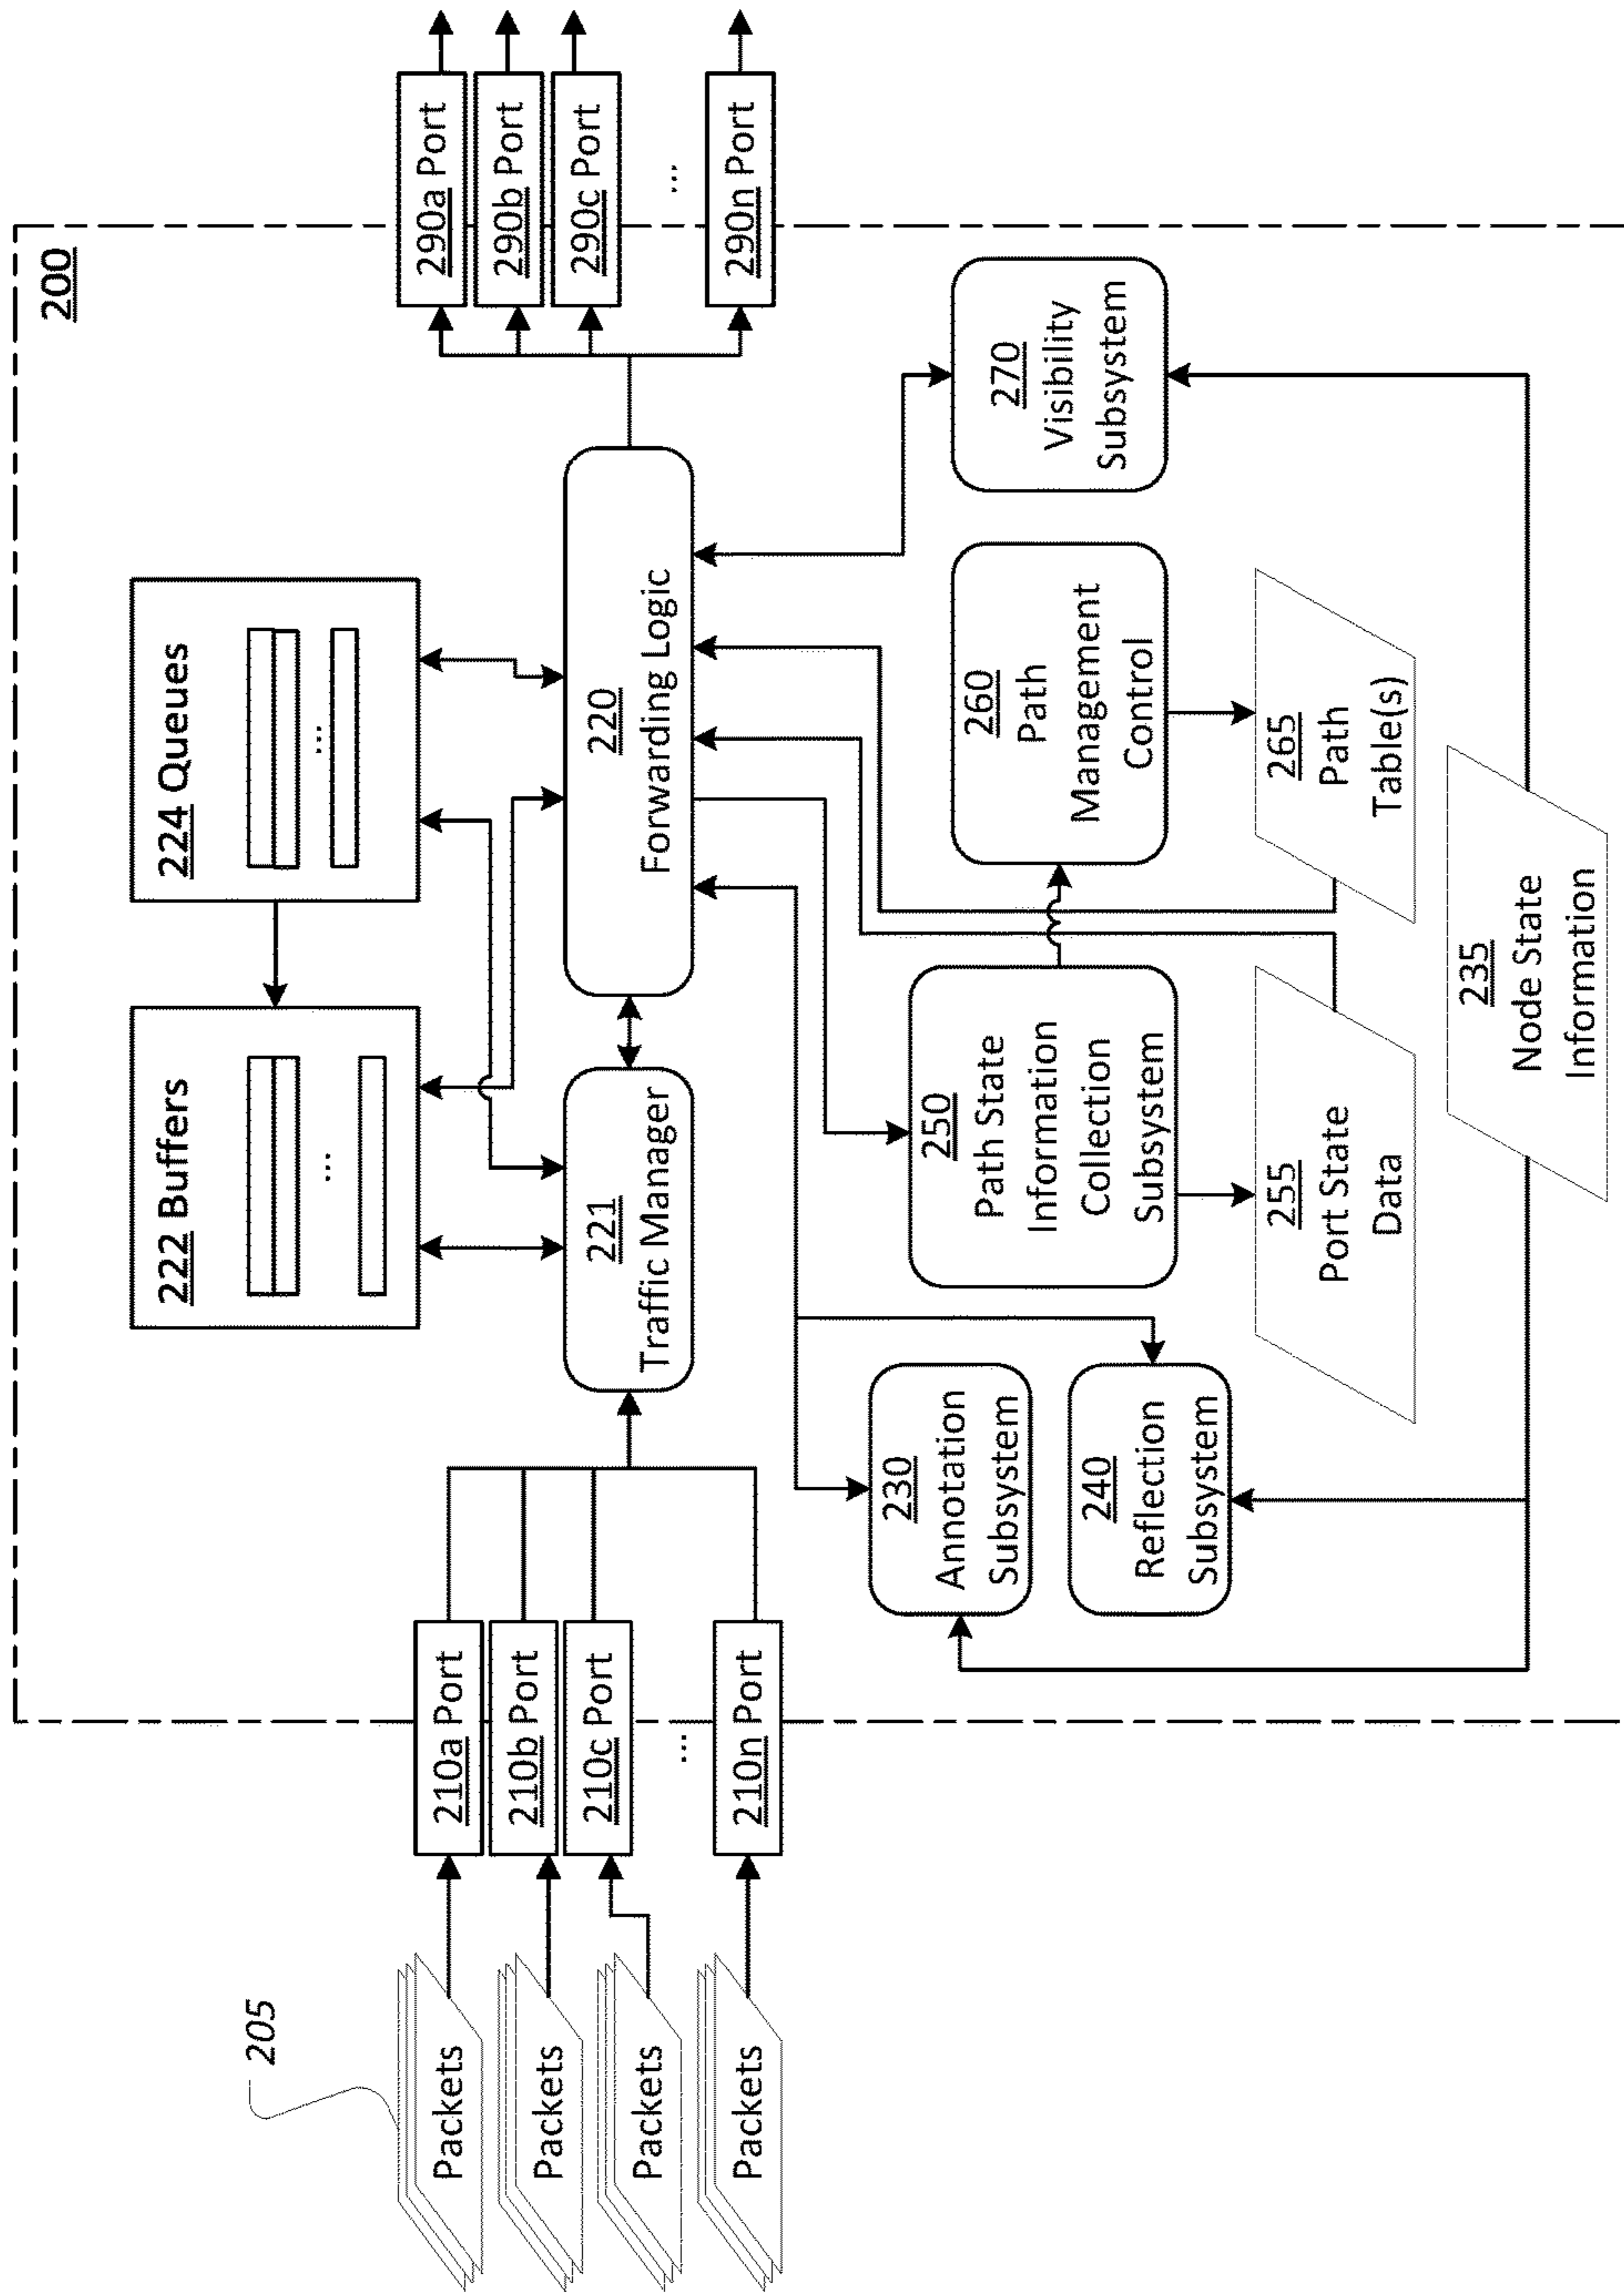 200
205
Packets
Packets
Packets
Packets
210a Port
210b Port
210c Port
...
210n Port
222 Buffers
...
224 Queues
...
221
Traffic Manager
220
Forwarding Logic
290a Port
290b Port
290c Port
...
290n Port
230
Annotation
Subsystem
240
Reflection
Subsystem
250
Path State
Information
Collection
Subsystem
255
Port State
Data
260 Path
Management
Control
265
Path
Table(s)
270
Visibility
Subsystem
235
Node State
Information